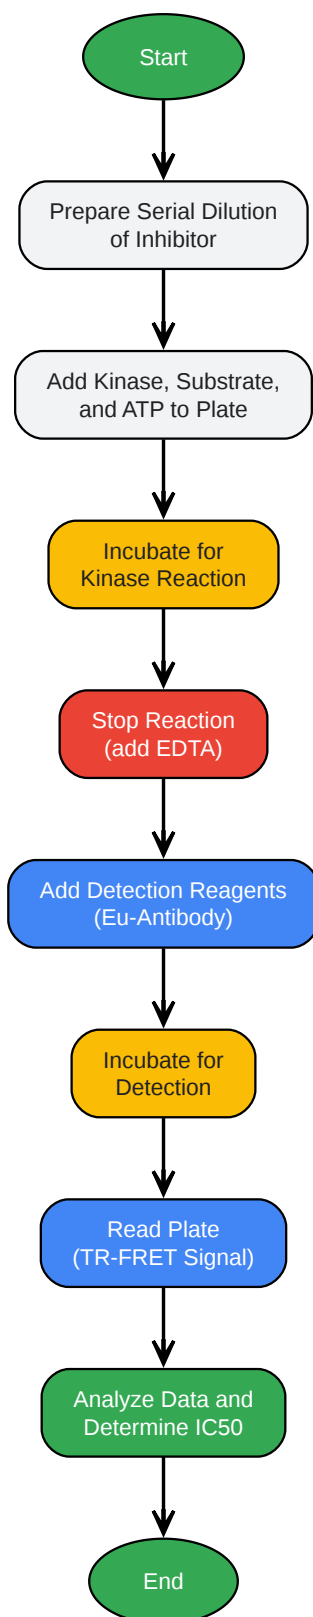 Start
Prepare Serial Dilution
of Inhibitor
Add Kinase, Substrate,
and ATP to Plate
Incubate for
Kinase Reaction
Stop Reaction
(add EDTA)
Add Detection Reagents
(Eu-Antibody)
Incubate for
Detection
Read Plate
(TR-FRET Signal)
Analyze Data and
Determine IC50
End